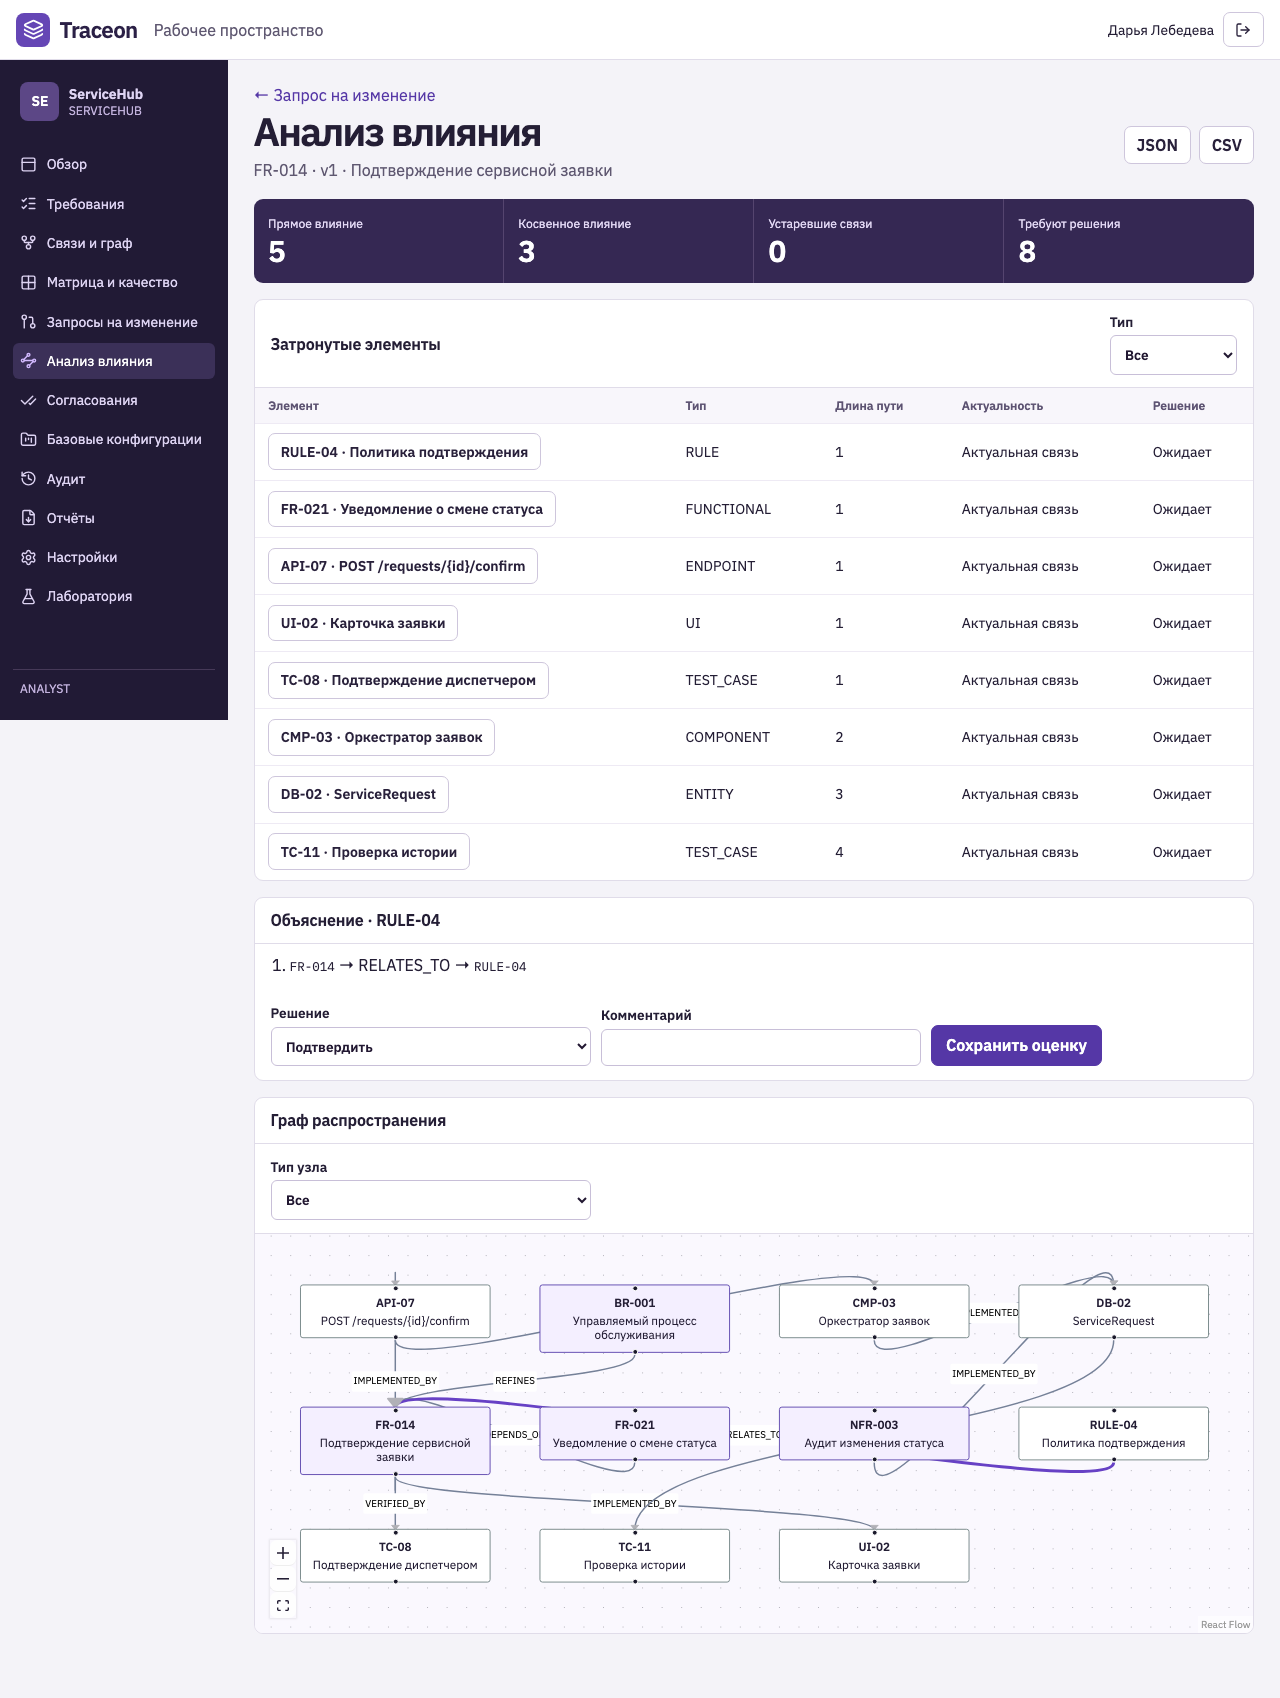 Traceon Рабочее пространство
Дарья Лебедева
SE
ServiceHub
SERVICEHUB
Обзор
Требования
Связи и граф
Матрица и качество
Запросы на изменение
Анализ влияния
Согласования
Базовые конфигурации
Аудит
Отчёты
Настройки
Лаборатория
ANALYST
← Запрос на изменение
Анализ влияния
FR-014 · v1 · Подтверждение сервисной заявки
JSON CSV
Прямое влияние Косвенное влияние Устаревшие связи Требуют решения
5 3 0 8
Тип
Затронутые элементы
Все
Элемент Тип Длина пути Актуальность Решение
RULE-04 · Политика подтверждения RULE 1 Актуальная связь Ожидает
FR-021 · Уведомление о смене статуса FUNCTIONAL 1 Актуальная связь Ожидает
API-07 · POST /requests/{id}/confirm ENDPOINT 1 Актуальная связь Ожидает
UI-02 · Карточка заявки UI 1 Актуальная связь Ожидает
TC-08 · Подтверждение диспетчером TEST_CASE 1 Актуальная связь Ожидает
CMP-03 · Оркестратор заявок COMPONENT 2 Актуальная связь Ожидает
DB-02 · ServiceRequest ENTITY 3 Актуальная связь Ожидает
TC-11 · Проверка истории TEST_CASE 4 Актуальная связь Ожидает
Объяснение · RULE-04
1. FR-014 → RELATES_TO → RULE-04
Решение Комментарий
Подтвердить
Сохранить оценку
Граф распространения
Тип узла
Все
API-07
POST /requests/{id}/confirm
BR-001
Управляемый процесс
обслуживания
CMP-03
Оркестратор заявок
LEMENTED
DB-02
ServiceRequest
IMPLEMENTED_BY
REFINES
IMPLEMENTED_BY
FR-014
Подтверждение сервисной
заявки
EPENDS_O
FR-021
Уведомление о смене статуса
RELATES_TO
NFR-003
Аудит изменения статуса
RULE-04
Политика подтверждения
VERIFIED_BY
IMPLEMENTED_BY
TC-08
Подтверждение диспетчером
TC-11
Проверка истории
UI-02
Карточка заявки
React Flow